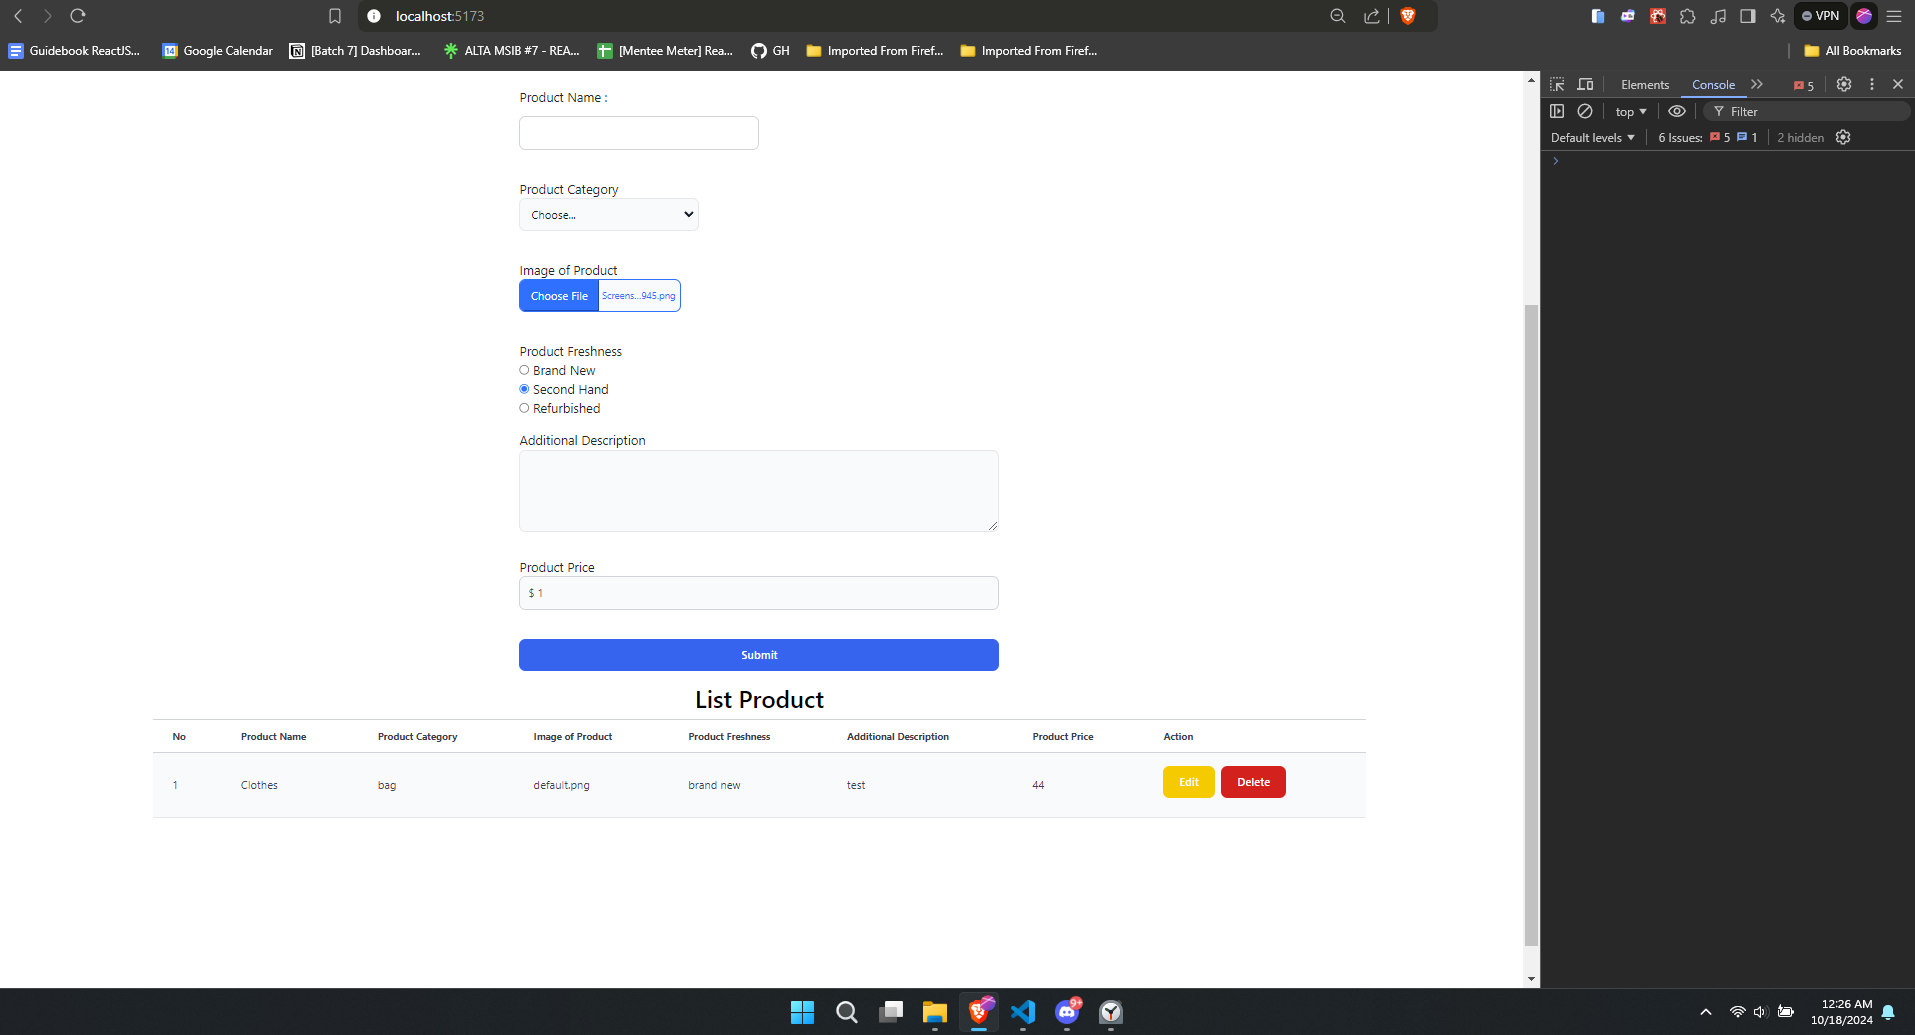 localhost:5173
VPN
Guidebook ReactJS...
14
Google Calendar
[Batch 7] Dashboar...
ALTA MSIB #7 - REA...
[Mentee Meter] Rea...
GH
Imported From Firef...
Imported From Firef...
All Bookmarks
Product Name :
Product Category
Choose...
Image of Product
Choose File Screens...945.png
Product Freshness
Brand New
Second Hand
Refurbished
Additional Description
Product Price
$ 1
Submit
List Product
No Product Name Product Category Image of Product Product Freshness Additional Description Product Price Action
1 Clothes bag default.png brand new test 44 Edit Delete
Elements Console 5
top Filter
Default levels 6 Issues: 5 1 2 hidden
9+
12:26 AM
10/18/2024